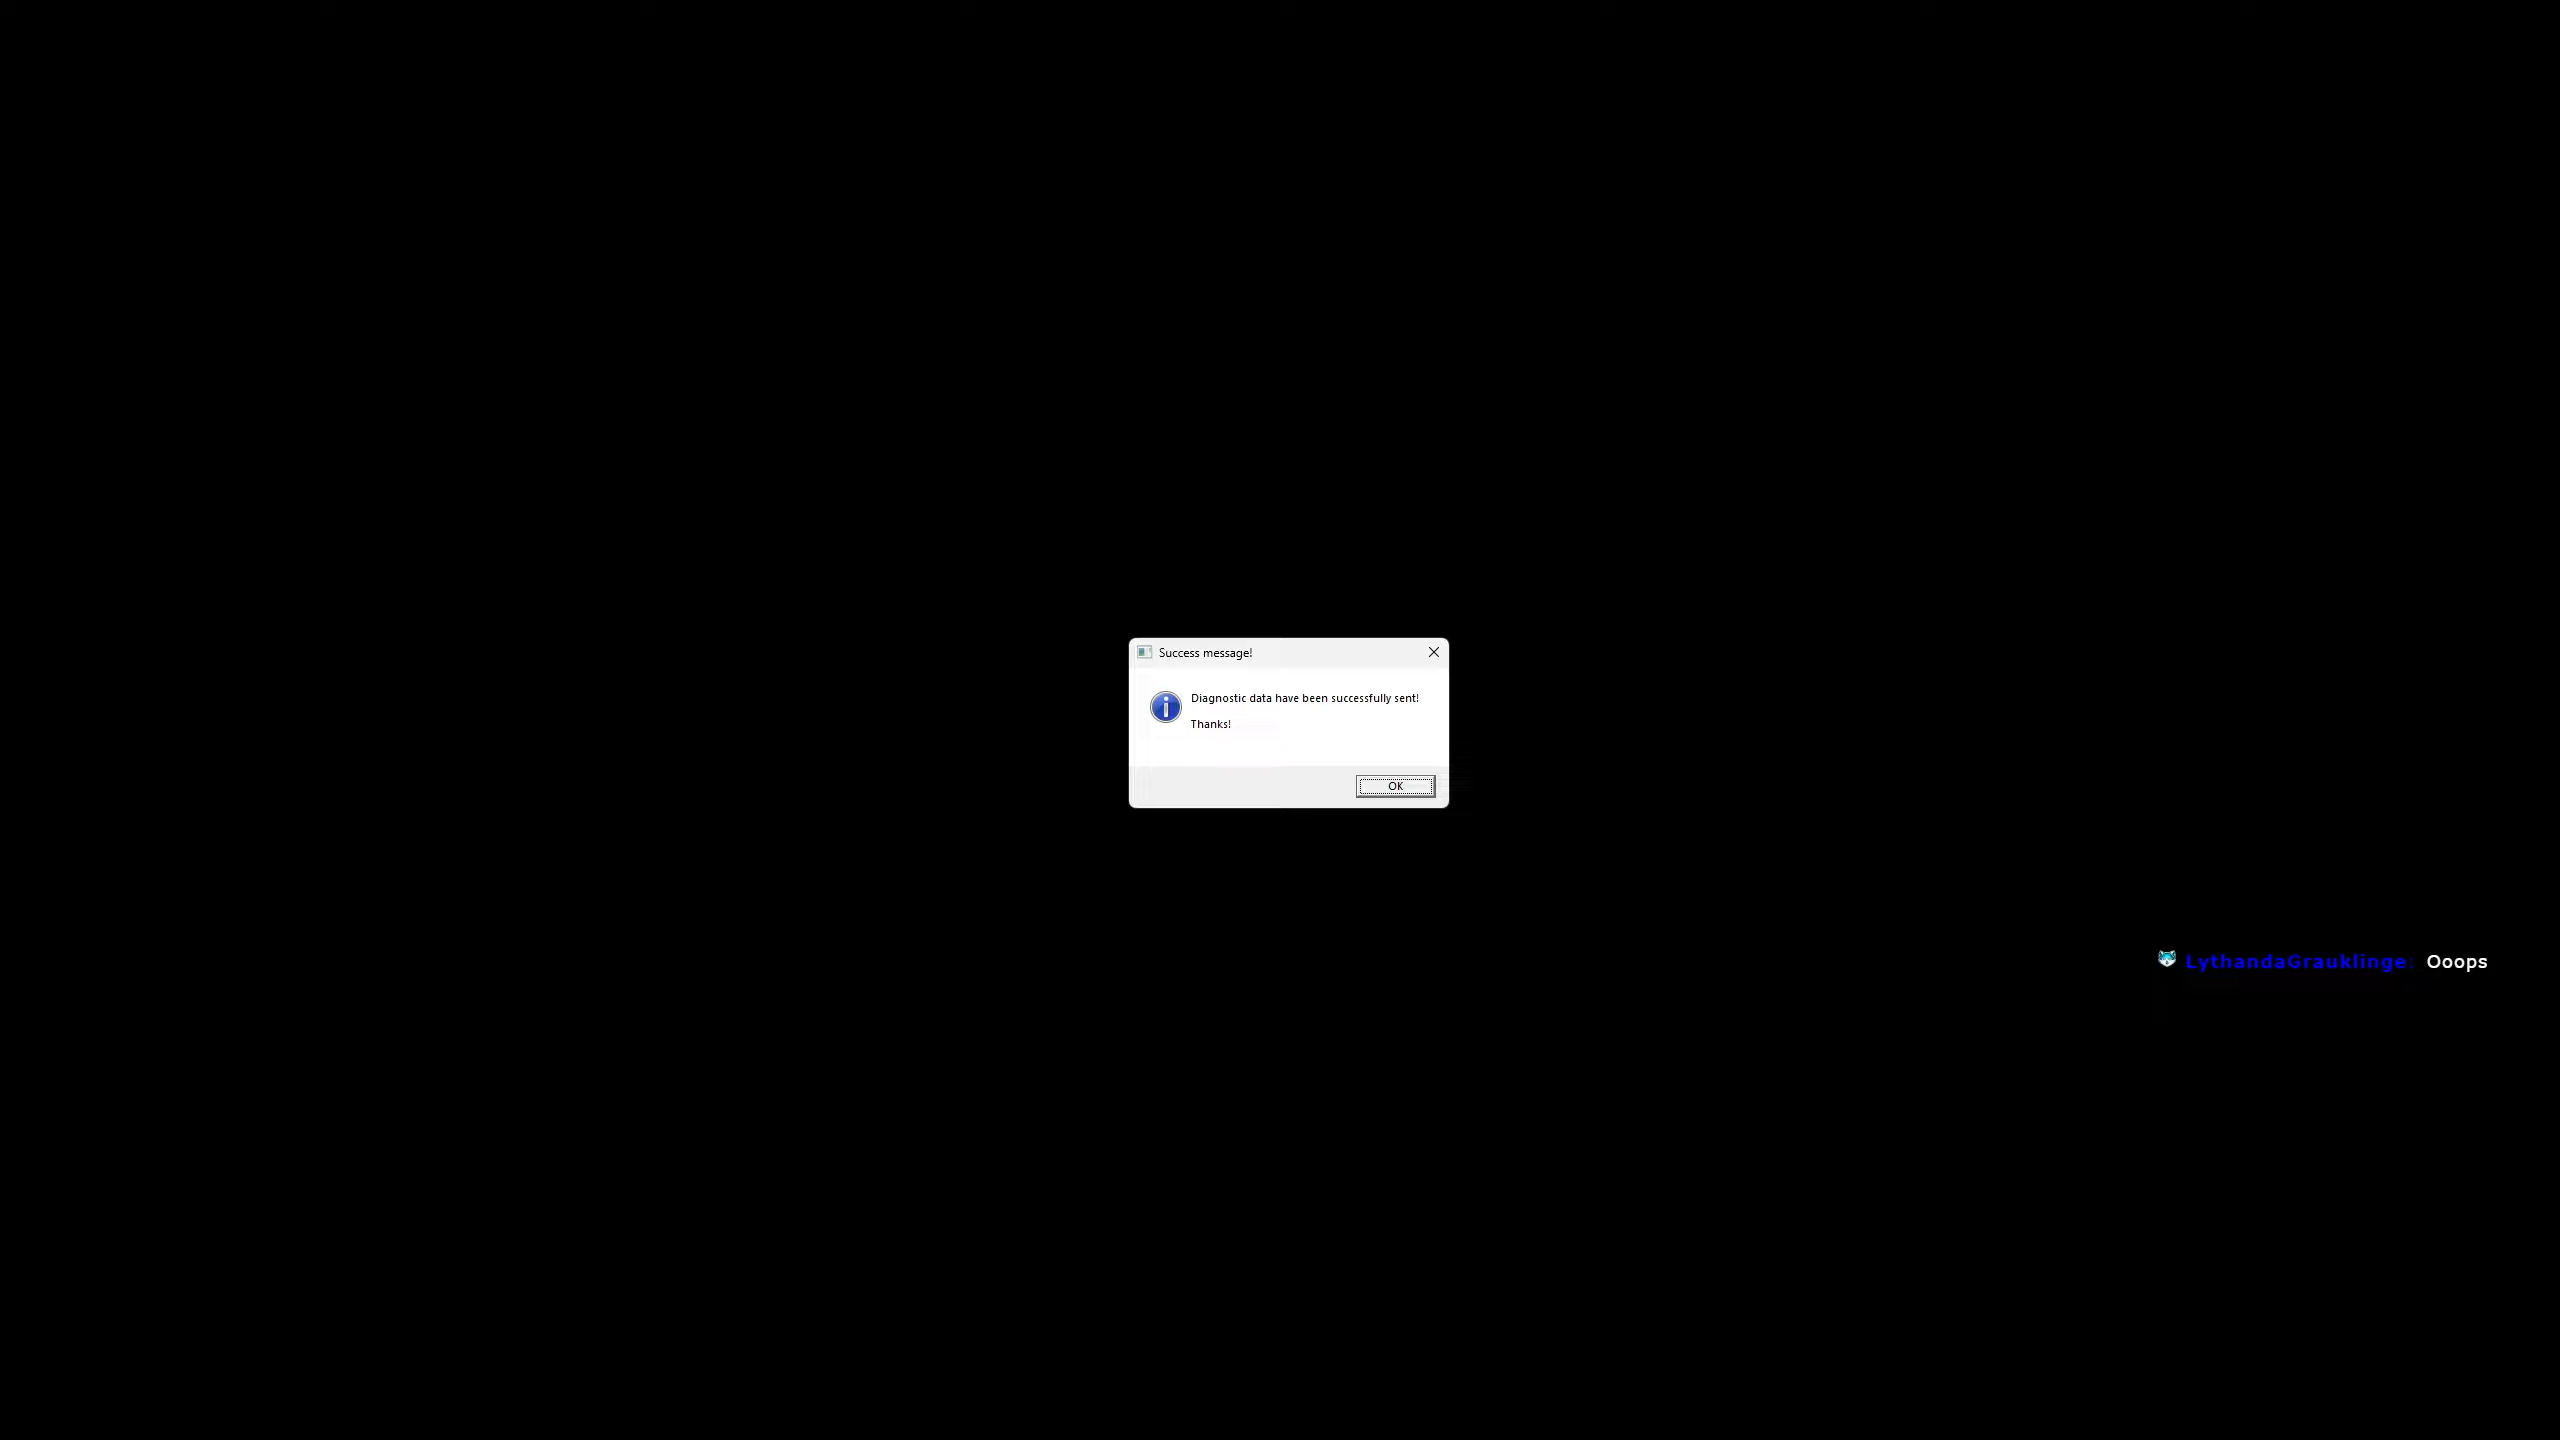 Success message!
Diagnostic data have been successfully sent!
Thanks!
OK
LythandaGrauklinge: Ooops